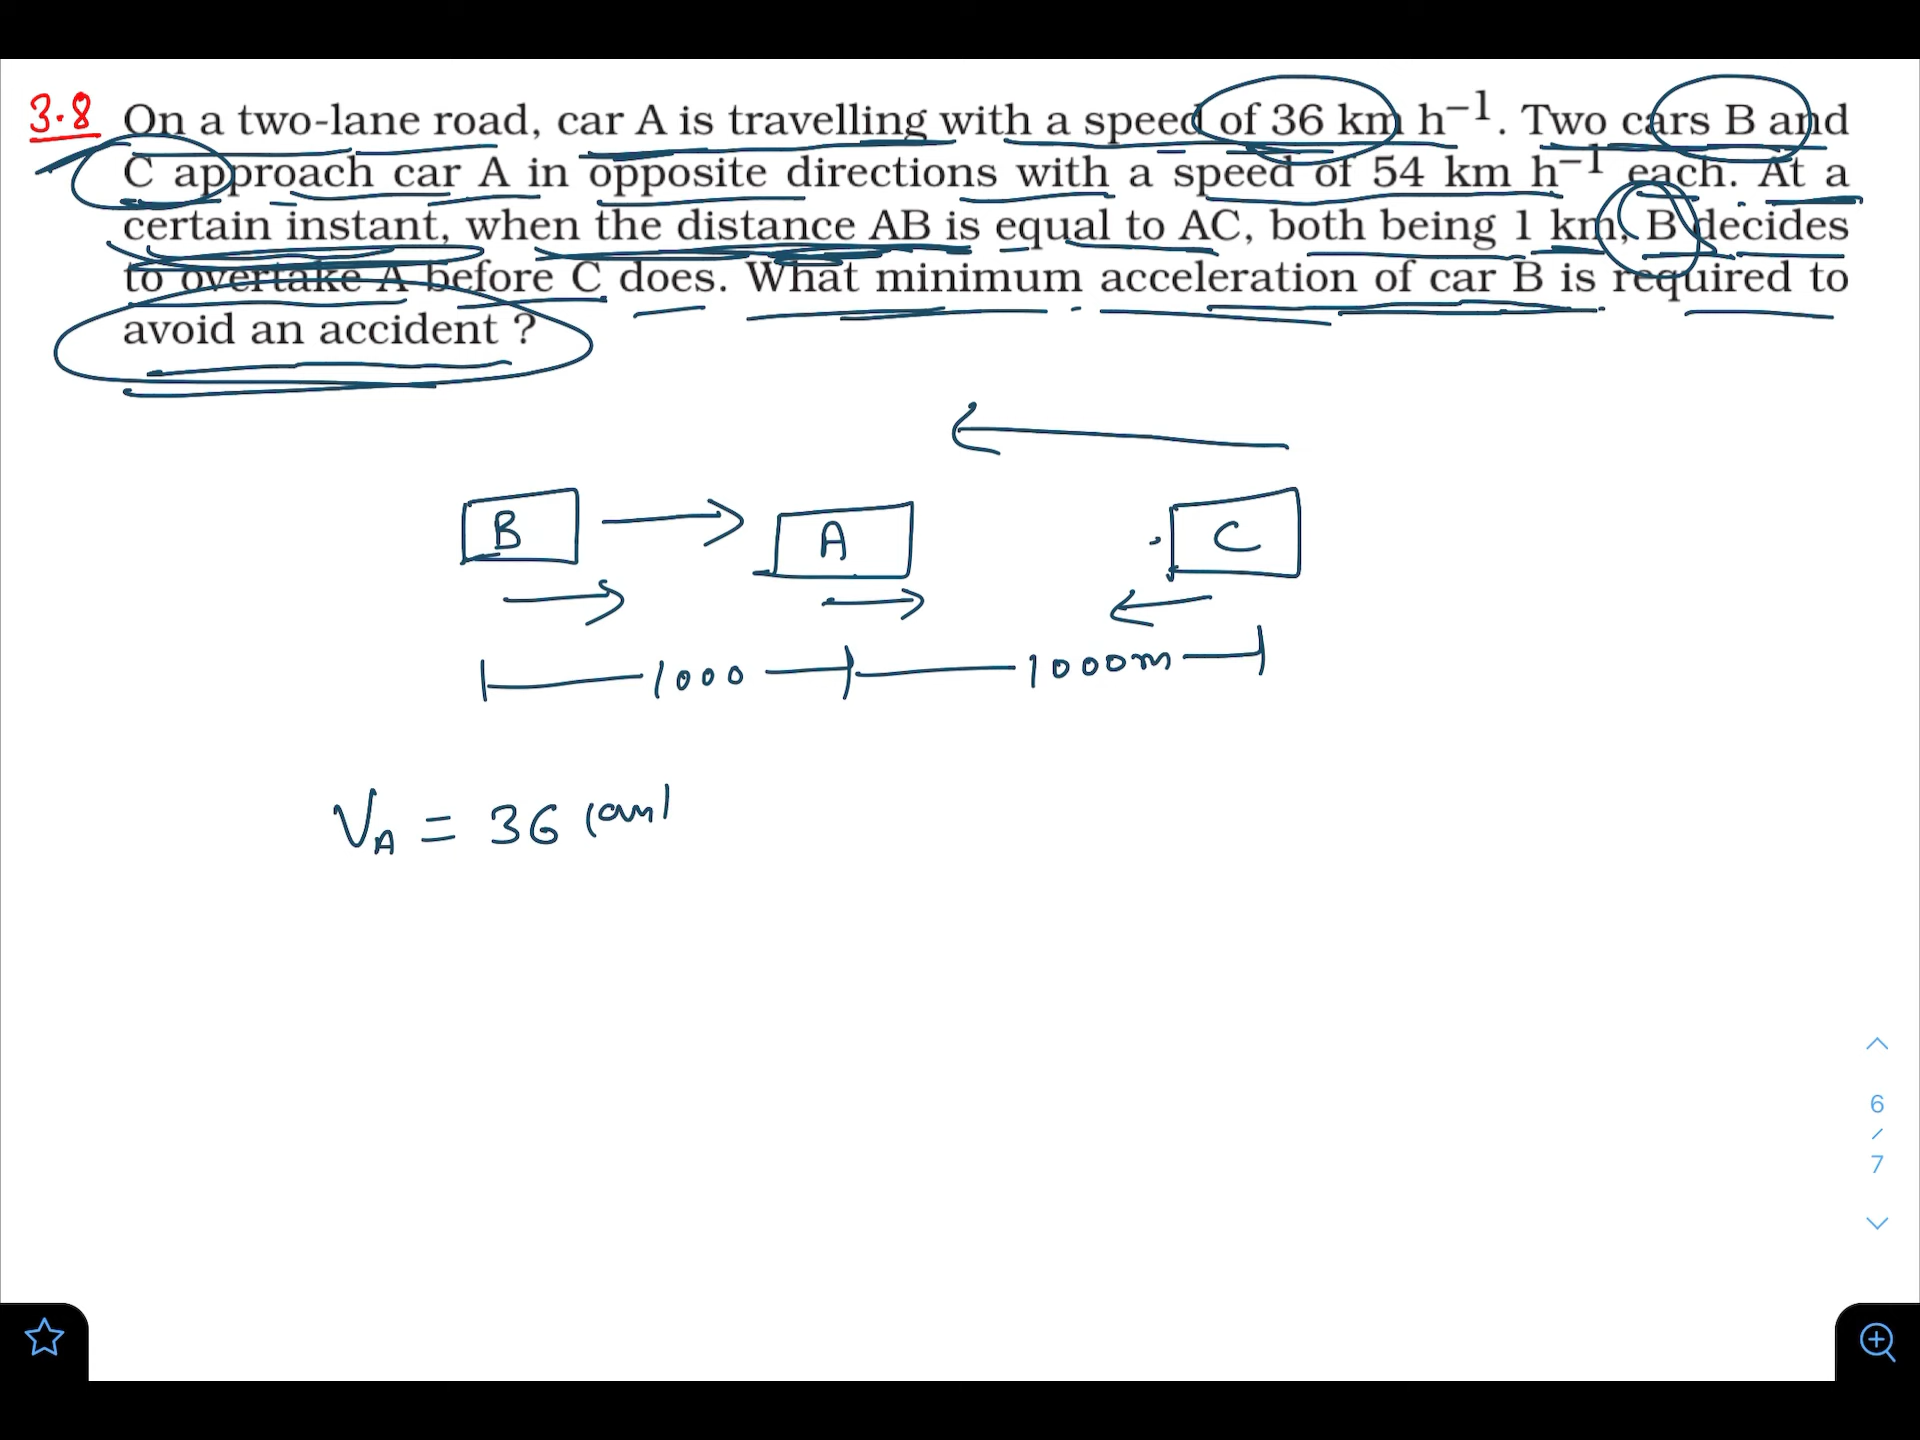 3.8 On a two-lane road, car A is travelling with a speed of 36 km h⁻¹. Two cars B and
C approach car A in opposite directions with a speed of 54 km h⁻¹ each. At a
certain instant, when the distance AB is equal to AC, both being 1 km, B decides
to overtake A before C does. What minimum acceleration of car B is required to
avoid an accident ?
B A C
1000 1000m
V_A = 36
6
/
7